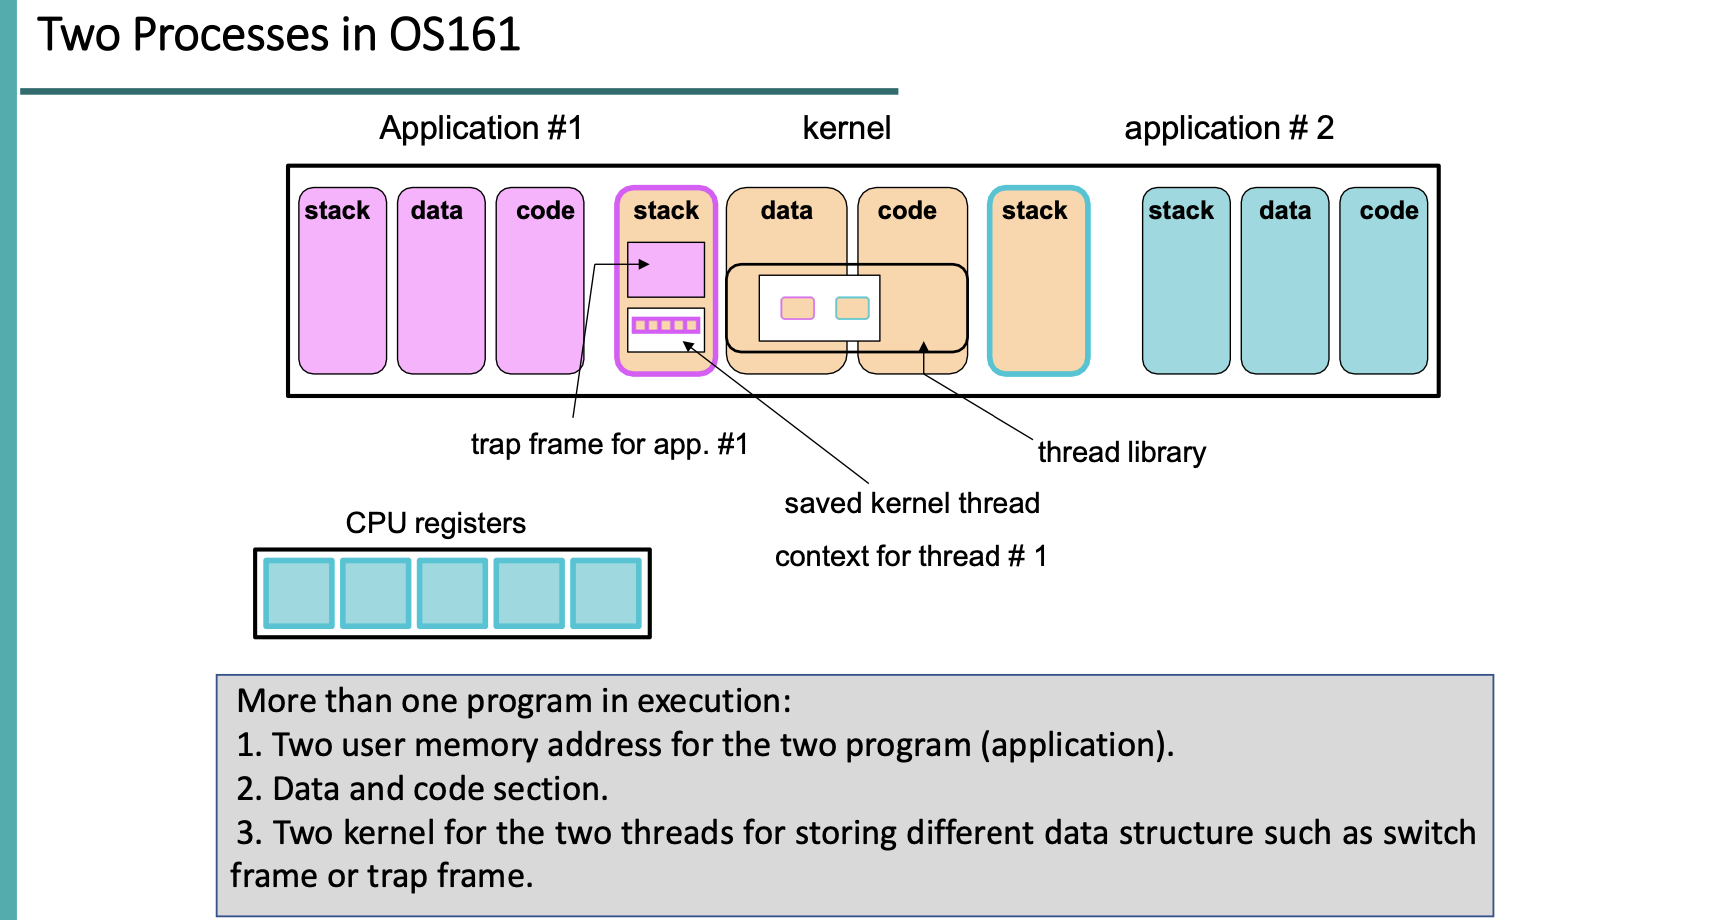 Two Processes in OS161
Application #1 kernel application # 2
stack data code stack data code stack stack data code
trap frame for app. #1
thread library
saved kernel thread
context for thread # 1
CPU registers
More than one program in execution:
1. Two user memory address for the two program (application).
2. Data and code section.
3. Two kernel for the two threads for storing different data structure such as switch
frame or trap frame.